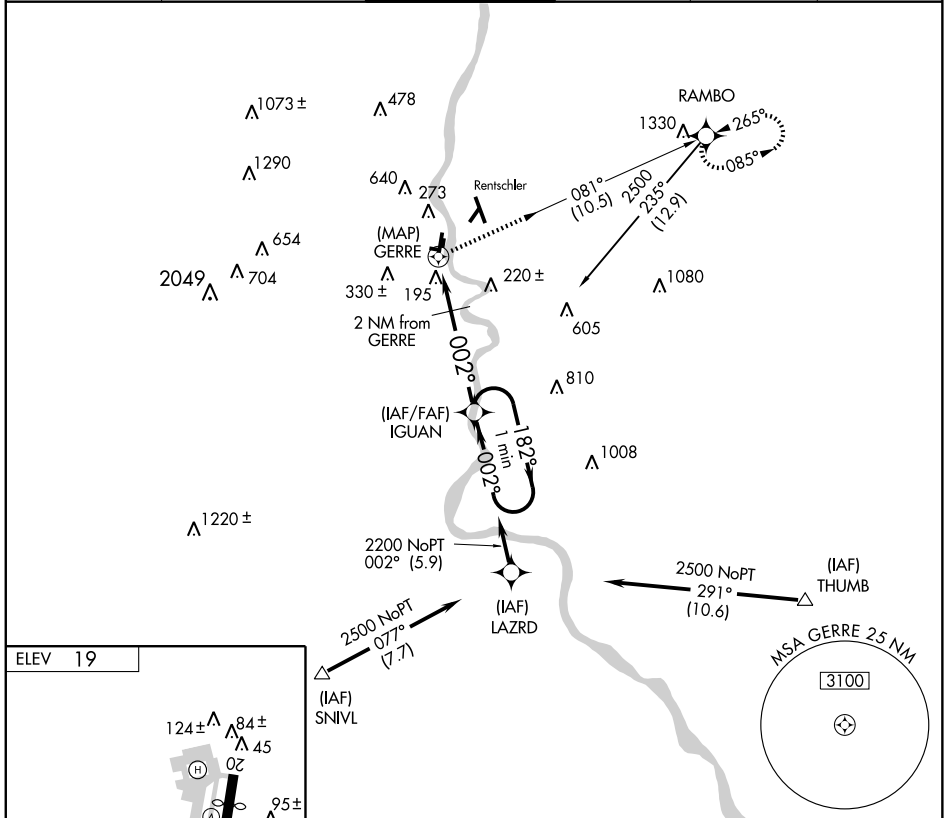 1073 ±
478
RAMBO
1330
265°
085°
1290
640
273
Rentschler
081°
(10.5)
2500
235°
(12.9)
(MAP)
GERRE
654
704
2049
330 ±
195
220 ±
1080
605
2 NM from
GERRE
002°
810
(IAF/FAF)
IGUAN
182°
1 min
002°
1008
1220 ±
2200 NoPT
002° (5.9)
(IAF)
LAZRD
2500 NoPT
291°
(10.6)
(IAF)
THUMB
2500 NoPT
077°
(7.7)
(IAF)
SNIVL
MSA GERRE 25 NM
3100
ELEV 19
124 ±
84 ±
45
20
H
A
95 ±